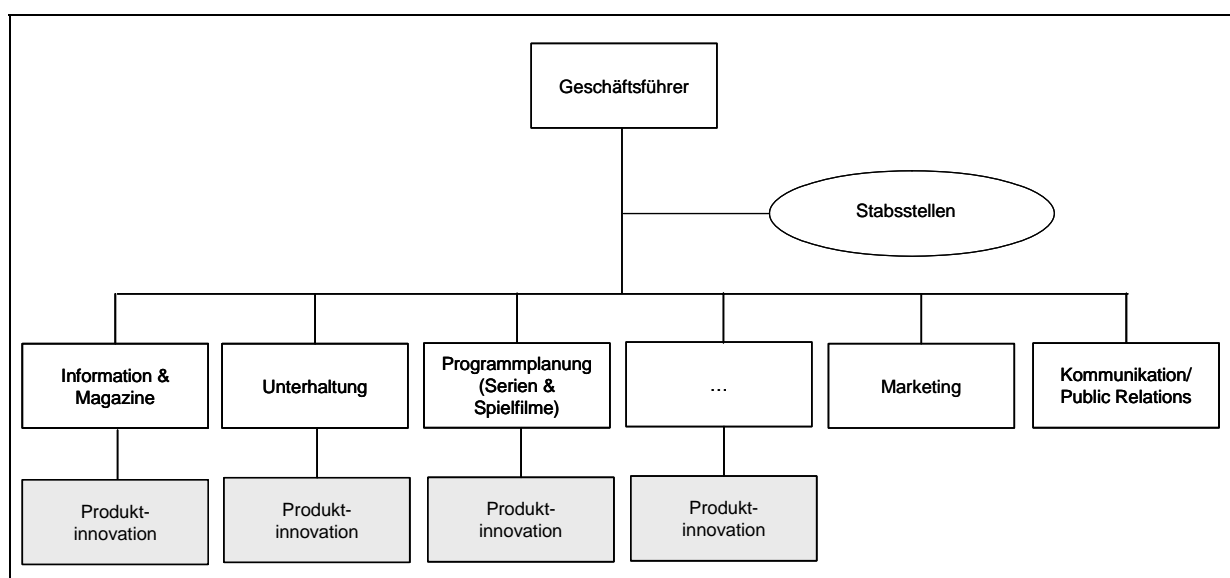 Geschäftsführer
Stabsstellen
Information &
Magazine
Unterhaltung
Programmplanung
(Serien &
Spielfilme)
...
Marketing
Kommunikation/
Public Relations
Produkt-
innovation
Produkt-
innovation
Produkt-
innovation
Produkt-
innovation